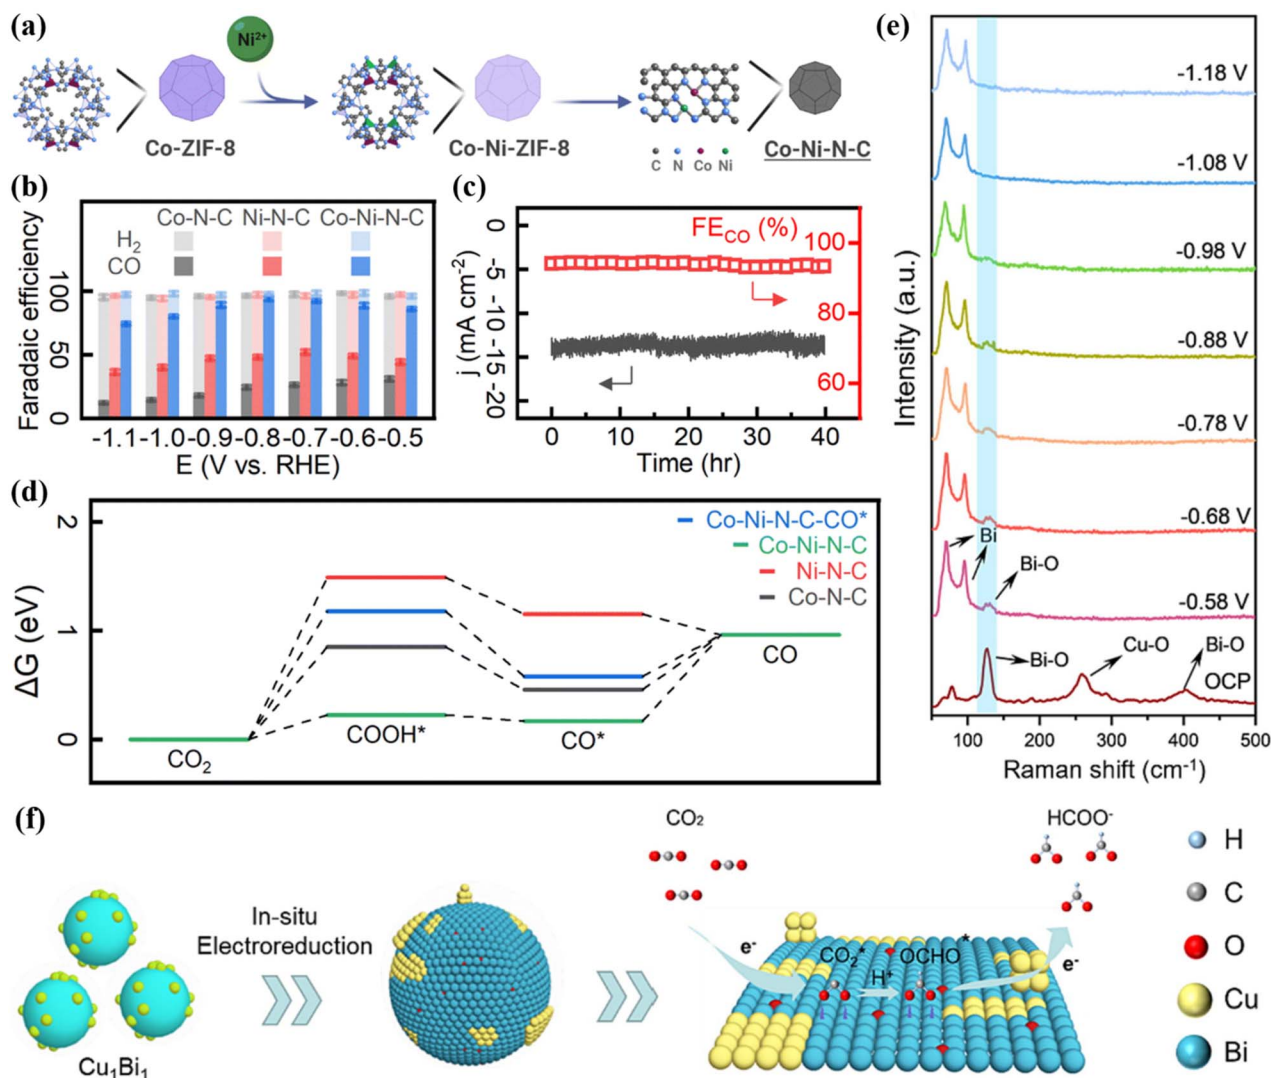 (a)
Ni2+
Co-ZIF-8
Co-Ni-ZIF-8
C N Co Ni
Co-Ni-N-C
(b)
Faradaic efficiency
Co-N-C Ni-N-C Co-Ni-N-C
H2
CO
100
50
0
-1.1 -1.0 -0.9 -0.8 -0.7 -0.6 -0.5
E (V vs. RHE)
(c)
j (mA cm-2)
0
-5
-10
-15
-20
FECO (%)
100
80
60
0 10 20 30 40
Time (hr)
(d)
ΔG (eV)
2
1
0
Co-Ni-N-C-CO*
Co-Ni-N-C
Ni-N-C
Co-N-C
CO2
COOH*
CO*
CO
(e)
Intensity (a.u.)
-1.18 V
-1.08 V
-0.98 V
-0.88 V
-0.78 V
-0.68 V
Bi
Bi-O
-0.58 V
Bi-O
Cu-O
Bi-O
OCP
100 200 300 400 500
Raman shift (cm-1)
(f)
Cu1Bi1
In-situ
Electroreduction
CO2
HCOO-
e-
CO2*
H+
OCHO*
e-
H
C
O
Cu
Bi